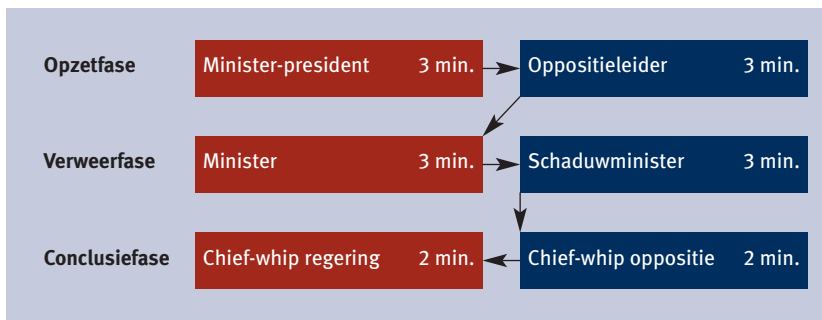 Opzetfase Minister-president 3 min. Oppositieleider 3 min.
Verweerfase Minister 3 min. Schaduwminister 3 min.
Conclusiefase Chief-whip regering 2 min. Chief-whip oppositie 2 min.